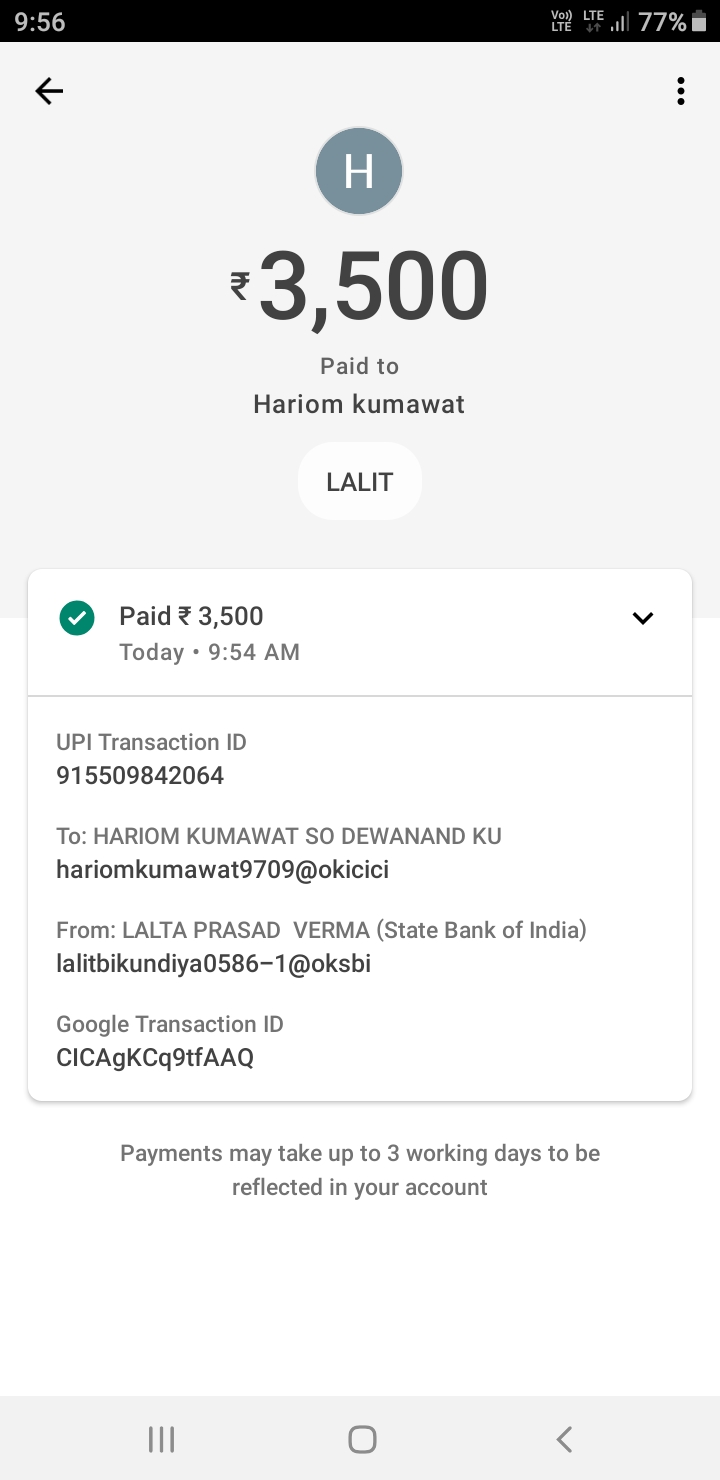 9:56
Vo)) LTE
LTE
77%
H
₹3,500
Paid to
Hariom kumawat
LALIT
Paid ₹ 3,500
Today • 9:54 AM
UPI Transaction ID
915509842064
To: HARIOM KUMAWAT SO DEWANAND KU
hariomkumawat9709@okicici
From: LALTA PRASAD  VERMA (State Bank of India)
lalitbikundiya0586-1@oksbi
Google Transaction ID
CICAgKCq9tfAAQ
Payments may take up to 3 working days to be
reflected in your account